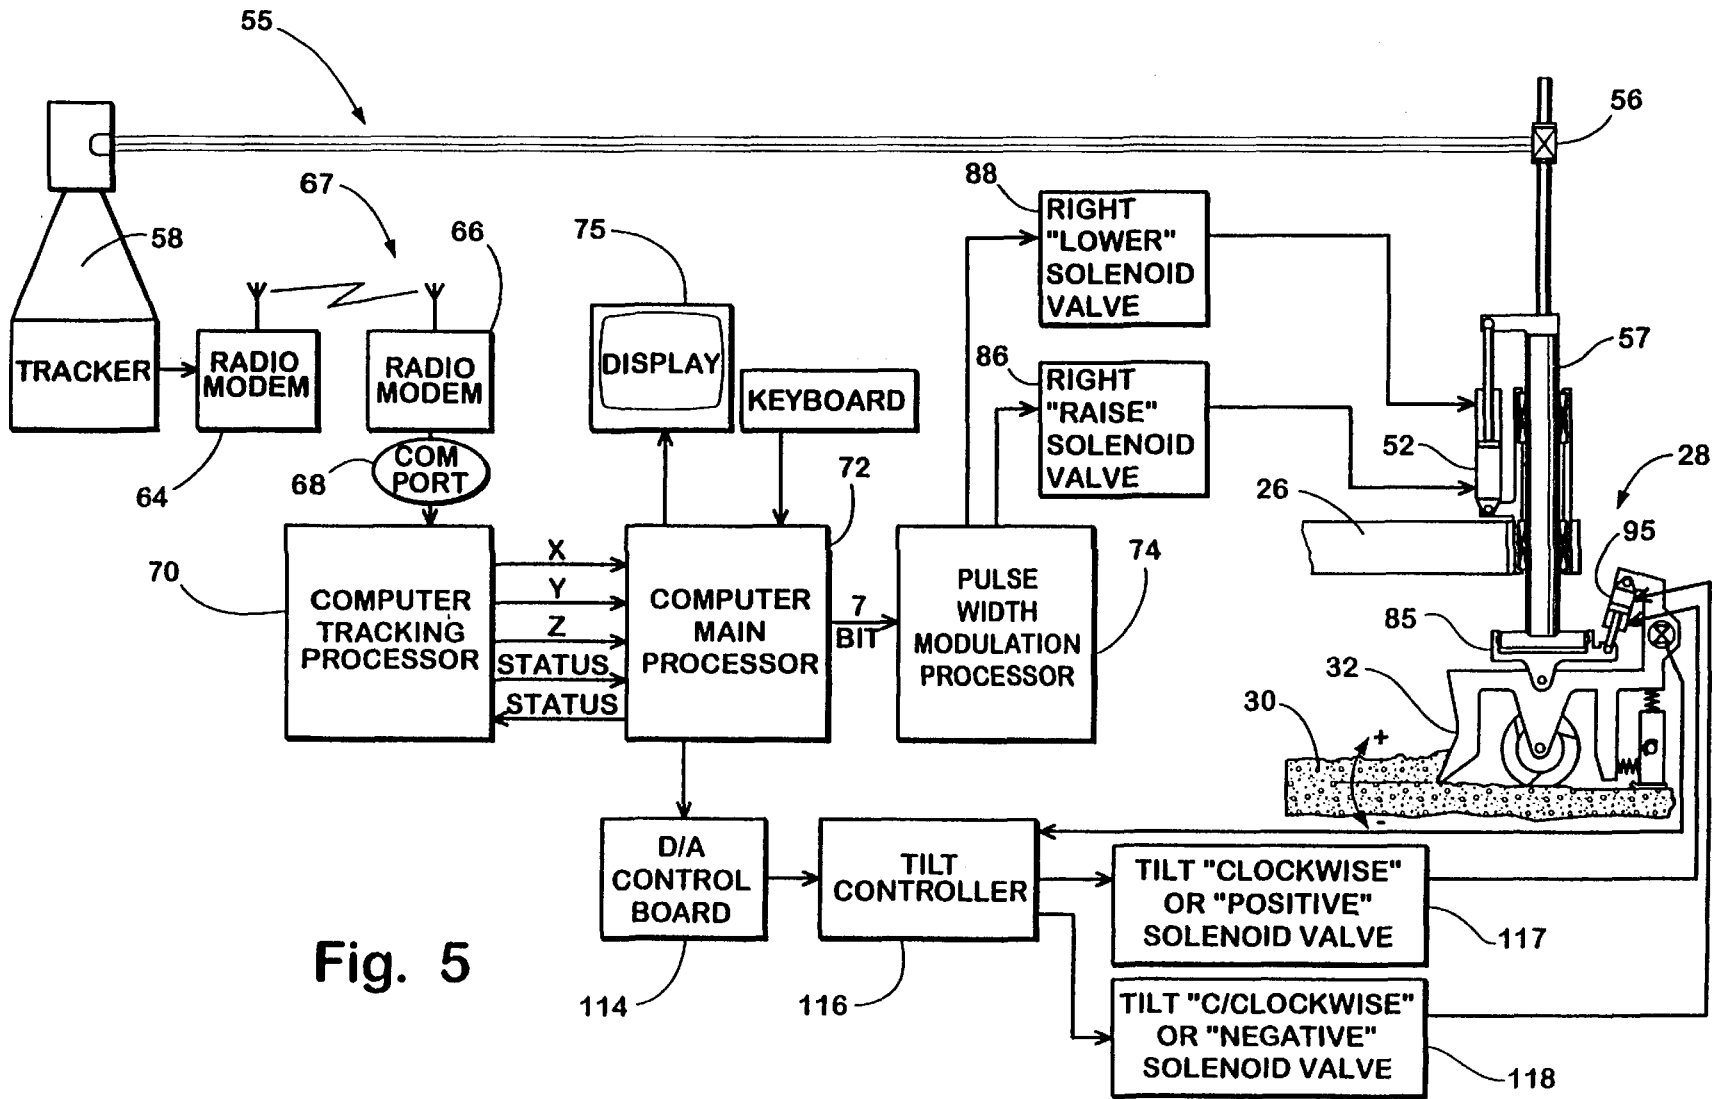 55
56
67
58
66
75
88
RIGHT
"LOWER"
SOLENOID
VALVE
57
TRACKER
RADIO
MODEM
RADIO
MODEM
DISPLAY
KEYBOARD
86
RIGHT
"RAISE"
SOLENOID
VALVE
52
28
64
68
COM
PORT
72
26
95
70
COMPUTER
TRACKING
PROCESSOR
X
Y
Z
STATUS
STATUS
COMPUTER
MAIN
PROCESSOR
7
BIT
PULSE
WIDTH
MODULATION
PROCESSOR
74
85
32
30
+
-
D/A
CONTROL
BOARD
TILT
CONTROLLER
TILT "CLOCKWISE"
OR "POSITIVE"
SOLENOID VALVE
117
114
116
TILT "C/CLOCKWISE"
OR "NEGATIVE"
SOLENOID VALVE
118
Fig. 5